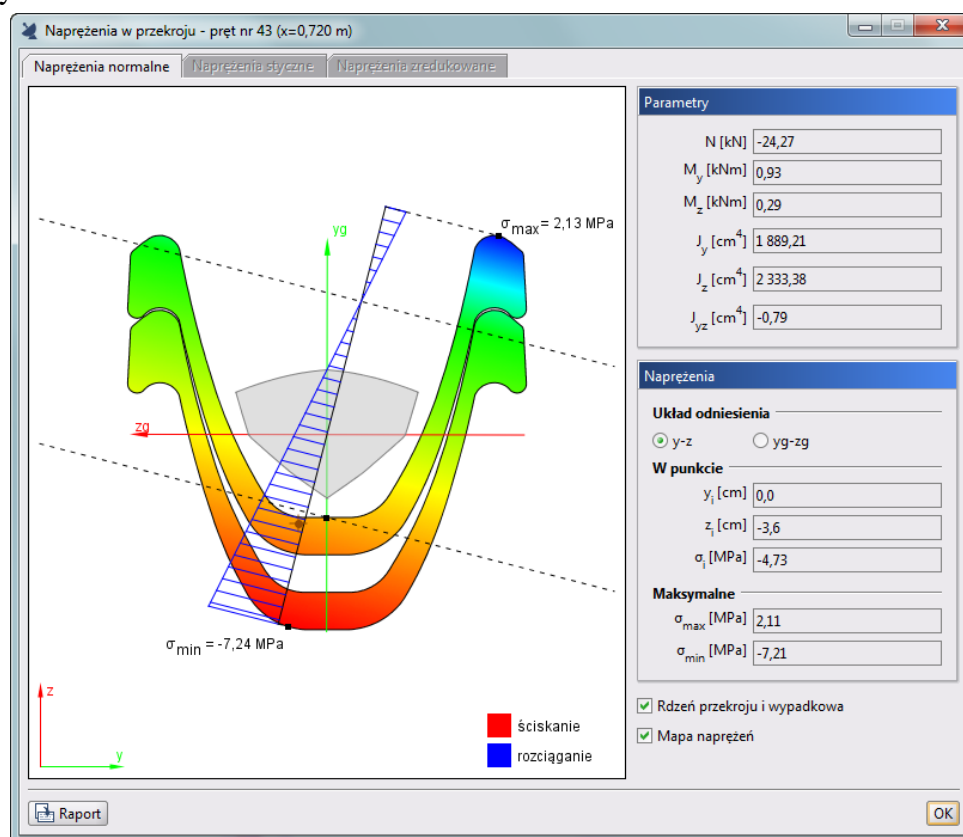 Naprężenia w przekroju - pręt nr 43 (x=0,720 m)
Naprężenia normalne
Naprężenia styczne
Naprężenia zredukowane
σmax= 2,13 MPa
yg
zg
σmin = -7,24 MPa
z
y
ściskanie
rozciąganie
Parametry
N [kN] -24,27
My [kNm] 0,93
Mz [kNm] 0,29
Jy [cm4] 1 889,21
Jz [cm4] 2 333,38
Jyz [cm4] -0,79
Naprężenia
Układ odniesienia
y-z
yg-zg
W punkcie
yi [cm] 0,0
zi [cm] -3,6
σi [MPa] -4,73
Maksymalne
σmax [MPa] 2,11
σmin [MPa] -7,21
Rdzeń przekroju i wypadkowa
Mapa naprężeń
Raport
OK